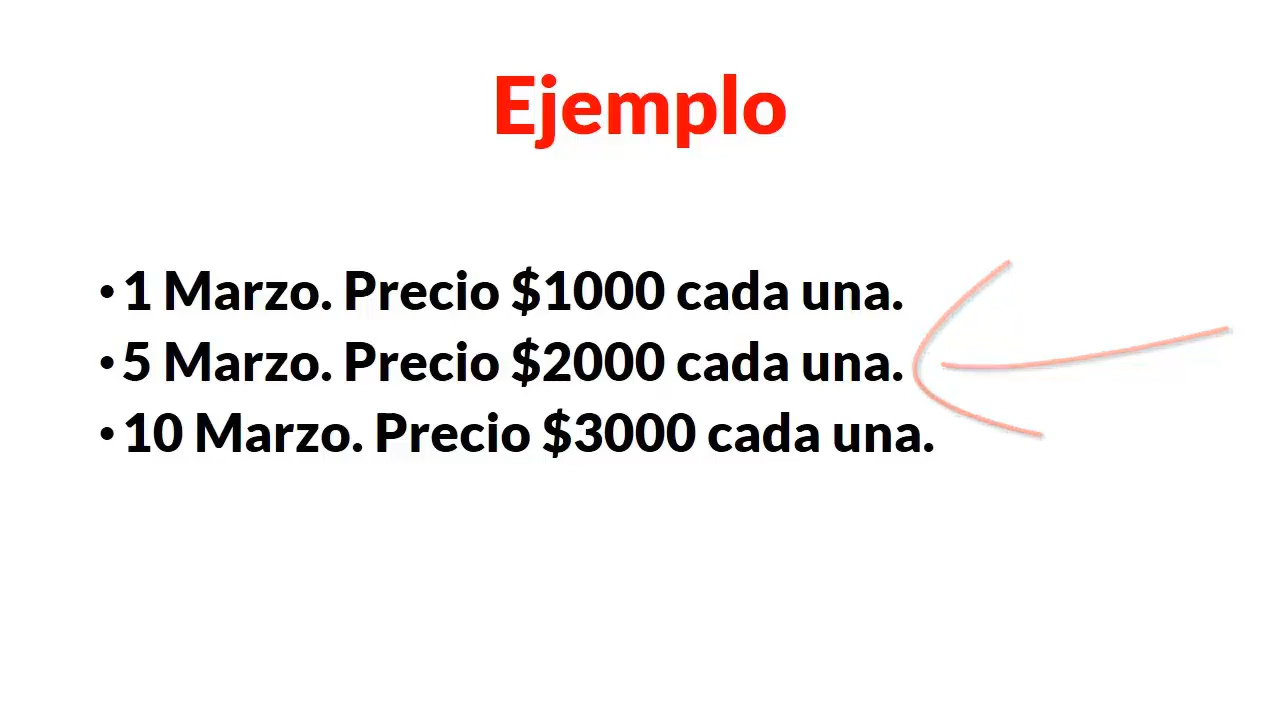 Ejemplo
•1 Marzo. Precio $1000 cada una.
•5 Marzo. Precio $2000 cada una.
•10 Marzo. Precio $3000 cada una.